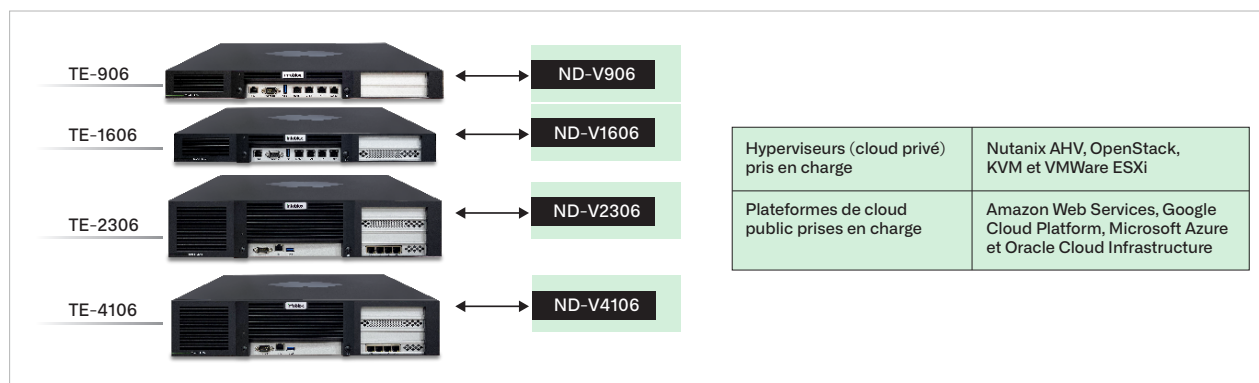 TE-906
ND-V906
TE-1606
ND-V1606
TE-2306
ND-V2306
TE-4106
ND-V4106
Hyperviseurs (cloud privé)
pris en charge
Nutanix AHV, OpenStack,
KVM et VMWare ESXi
Plateformes de cloud
public prises en charge
Amazon Web Services, Google
Cloud Platform, Microsoft Azure
et Oracle Cloud Infrastructure